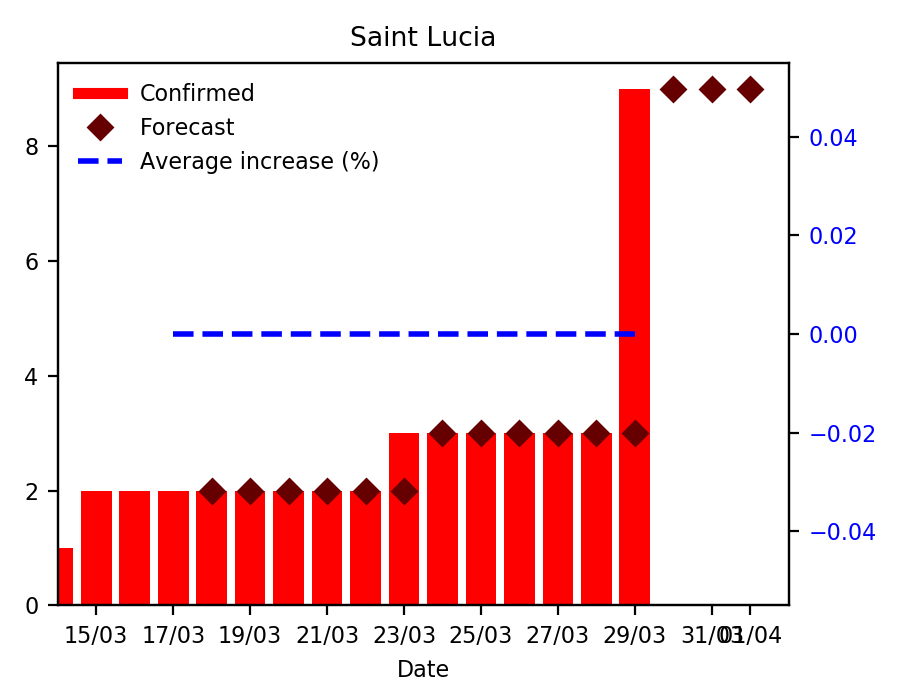 Saint Lucia
Confirmed
Forecast
Average increase (%)
8
6
4
2
0
0.04
0.02
0.00
−0.02
−0.04
15/03 17/03 19/03 21/03 23/03 25/03 27/03 29/03 31/03 01/04
Date